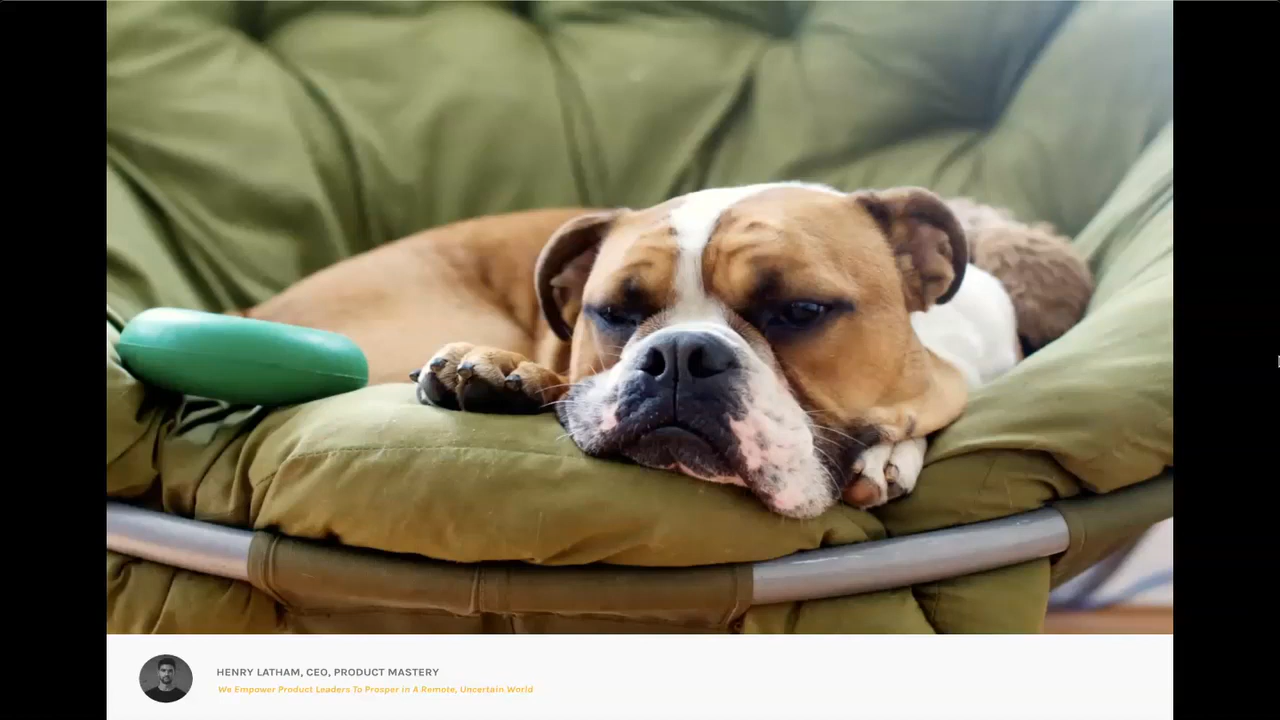 HENRY LATHAM, CEO, PRODUCT MASTERY
We Empower Product Leaders To Prosper in A Remote, Uncertain World